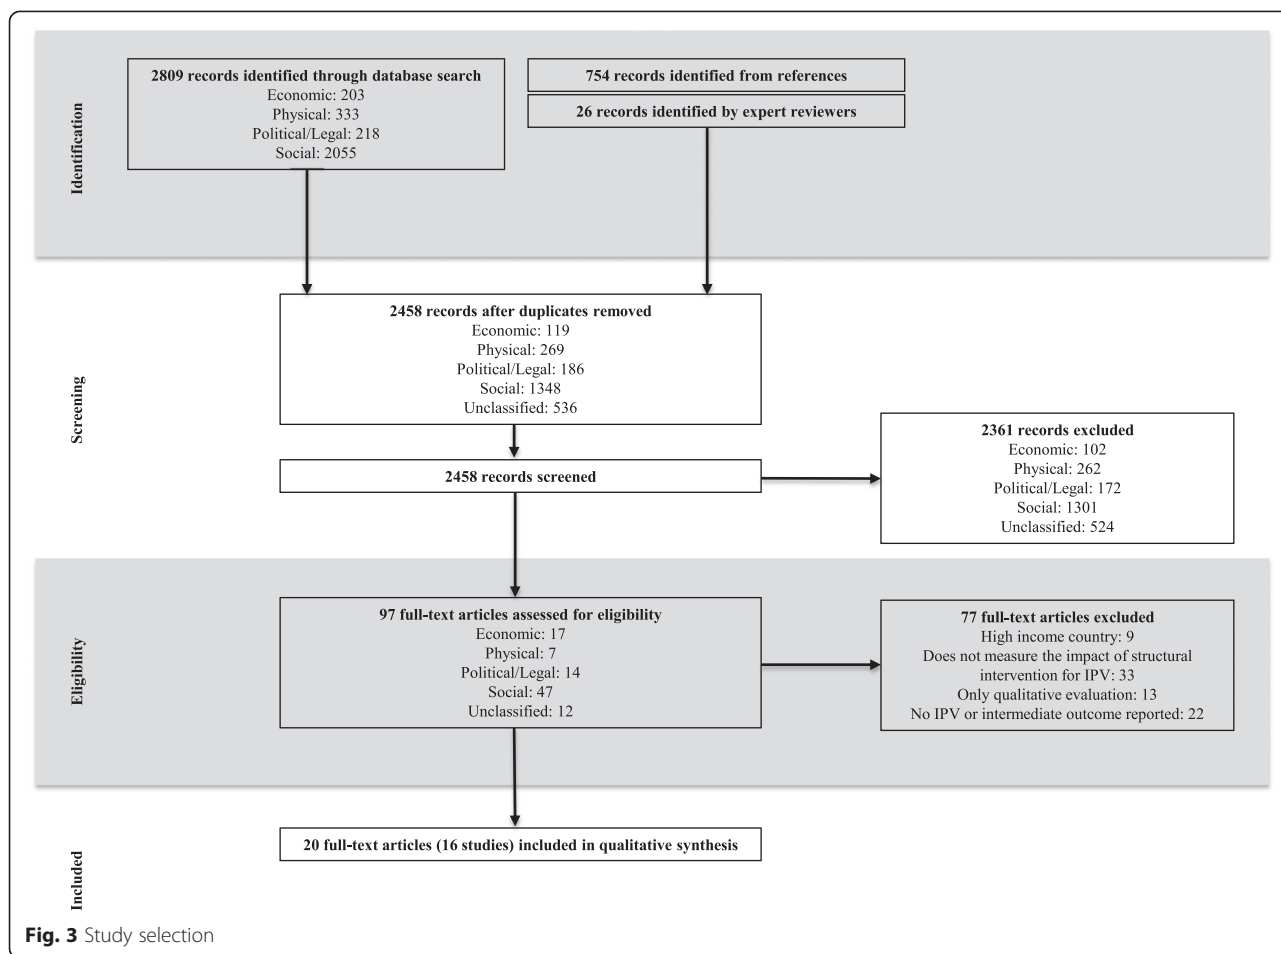 Identification
2809 records identified through database search
Economic: 203
Physical: 333
Political/Legal: 218
Social: 2055
754 records identified from references
26 records identified by expert reviewers
Screening
2458 records after duplicates removed
Economic: 119
Physical: 269
Political/Legal: 186
Social: 1348
Unclassified: 536
2458 records screened
2361 records excluded
Economic: 102
Physical: 262
Political/Legal: 172
Social: 1301
Unclassified: 524
Eligibility
97 full-text articles assessed for eligibility
Economic: 17
Physical: 7
Political/Legal: 14
Social: 47
Unclassified: 12
77 full-text articles excluded
High income country: 9
Does not measure the impact of structural
intervention for IPV: 33
Only qualitative evaluation: 13
No IPV or intermediate outcome reported: 22
Included
20 full-text articles (16 studies) included in qualitative synthesis
Fig. 3 Study selection